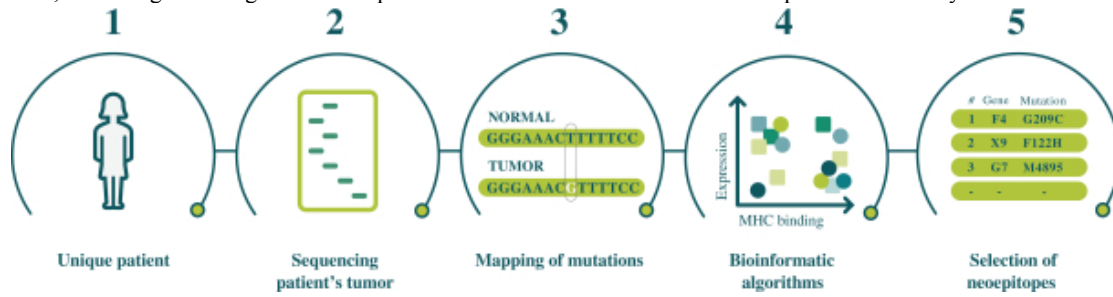 1 2 3 4 5
NORMAL
GGGAAACTTTTTCC
TUMOR
GGGAAACGTTTTCC
Expression
MHC binding
# Gene Mutation
1 F4 G209C
2 X9 F122H
3 G7 M4895
- - -
Unique patient
Sequencing
patient's tumor
Mapping of mutations
Bioinformatic
algorithms
Selection of
neoepitopes